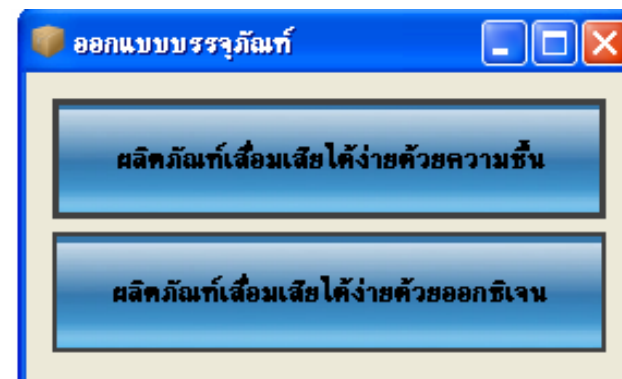 ออกแบบบรรจุภัณฑ์
ผลิตภัณฑ์เสื่อมเสียได้ง่ายด้วยความชื้น
ผลิตภัณฑ์เสื่อมเสียได้ง่ายด้วยออกซิเจน